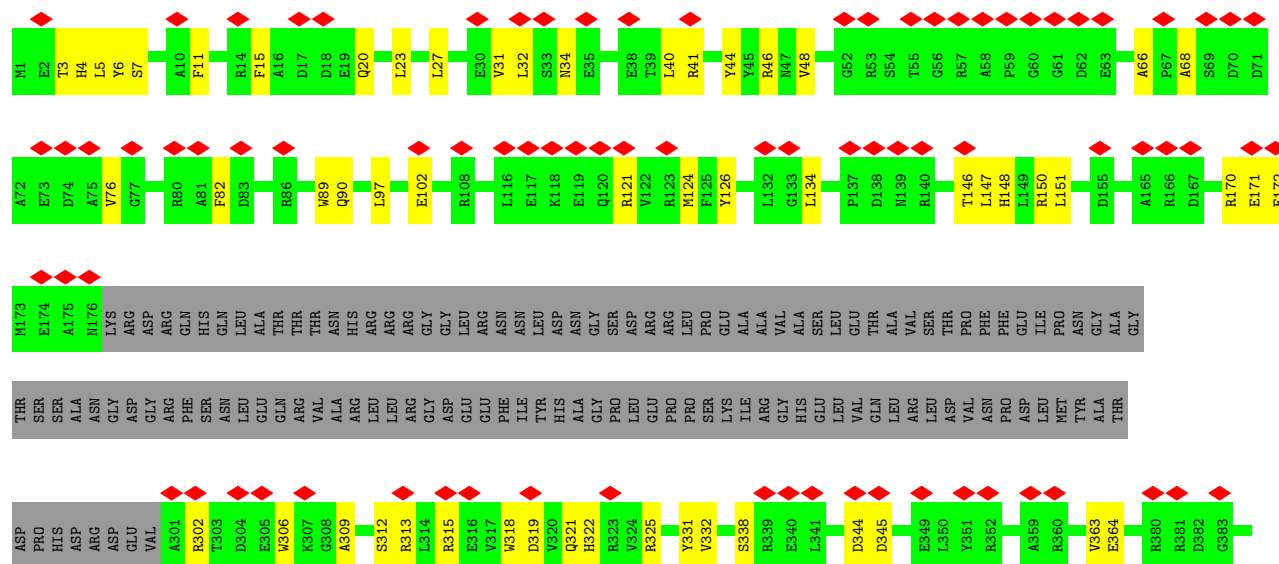 M1 E2 T3 H4 L5 Y6 S7 A10 F11 R14 F15 A16 D17 D18 E19 Q20 L23 L27 E30 V31 L32 S33 N34 E35 E38 T39 L40 R41 Y44 Y45 R46 N47 V48 G52 R53 S54 T55 G56 R57 A58 P59 G60 G61 D62 E63 A66 P67 A68 S69 D70 D71
A72 E73 D74 A75 V76 G77 R80 A81 F82 D83 R86 W89 Q90 L97 E102 R108 L116 E117 K118 E119 Q120 R121 V122 R123 M124 F125 Y126 L132 G133 L134 P137 D138 N139 R140 T146 L147 H148 L149 R150 L151 D155 A165 R166 D167 R170 E171
M173 E174 A175 N176 LYS ARG ASP ARG GLN HIS GLN LEU ALA THR THR THR ASN HIS ARG ARG ARG GLY GLY LEU ARG ASN ASN LEU ASP ASN GLY SER ASP ARG ARG LEU PRO GLU ALA ALA VAL ALA SER LEU GLU THR ALA VAL SER THR PRO PHE PHE GLU ILE PRO ASN GLY ALA GLY
THR SER SER ALA ASN GLY ASP GLY ARG PHE SER ASN LEU GLU GLN ARG VAL ALA ARG LEU LEU ARG GLY ASP GLU GLU PHE ILE TYR HIS ALA GLY PRO LEU GLU PRO PRO SER LYS ILE ARG GLY HIS GLU LEU VAL GLN LEU ARG LEU ASP VAL ASN PRO ASP LEU MET TYR ALA THR
ASP PRO HIS ASP ARG ASP GLU VAL A301 R302 T303 D304 E305 W306 K307 G308 A309 S312 R313 L314 R315 E316 V317 W318 D319 V320 Q321 H322 R323 V324 R325 Y331 V332 S338 R339 E340 L341 D344 D345 E349 L350 Y351 R352 A359 R360 V363 E364 R380 R381 D382 G383